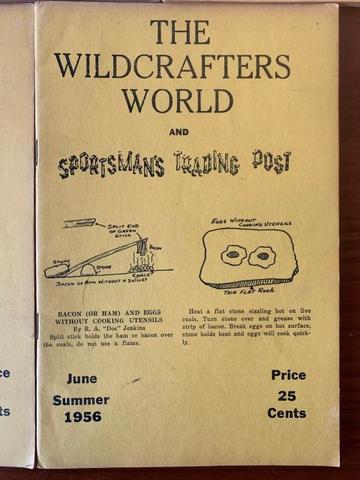 THE
WILDCRAFTERS
WORLD
AND
SPORTSMAN'S TRADING POST
SPLIT END
OF GREEN
STICK
HAM
STONE
STONE
COALS
BACON OR HAM WITHOUT A SKILLET
EGGS WITHOUT
COOKING UTENSILS
THIN FLAT ROCK
BACON (OR HAM) AND EGGS
WITHOUT COOKING UTENSILS
By R. A. "Doc" Jenkins
Split stick holds the ham or bacon over
the coals, do not use a flame.
Heat a flat stone sizzling hot on live
coals. Turn stone over and grease with
strip of bacon. Break eggs on hot surface,
stone holds heat and eggs will cook quick-
ly.
June
Summer
1956
Price
25
Cents
ce
ts